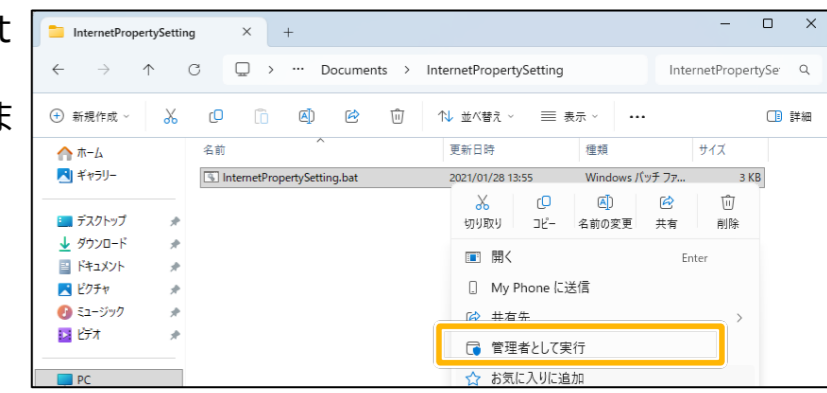 t
ま
InternetPropertySetting
Documents
InternetPropertySetting
InternetPropertySe
新規作成
A
並べ替え
表示
詳細
ホーム
ギャラリー
デスクトップ
ダウンロード
ドキュメント
ピクチャ
ミュージック
ビデオ
PC
名前
更新日時
種類
サイズ
InternetPropertySetting.bat
2021/01/28 13:55
Windows バッチ ファ...
3 KB
切り取り
コピー
A
名前の変更
共有
削除
開く
Enter
My Phone に送信
共有先
管理者として実行
お気に入りに追加